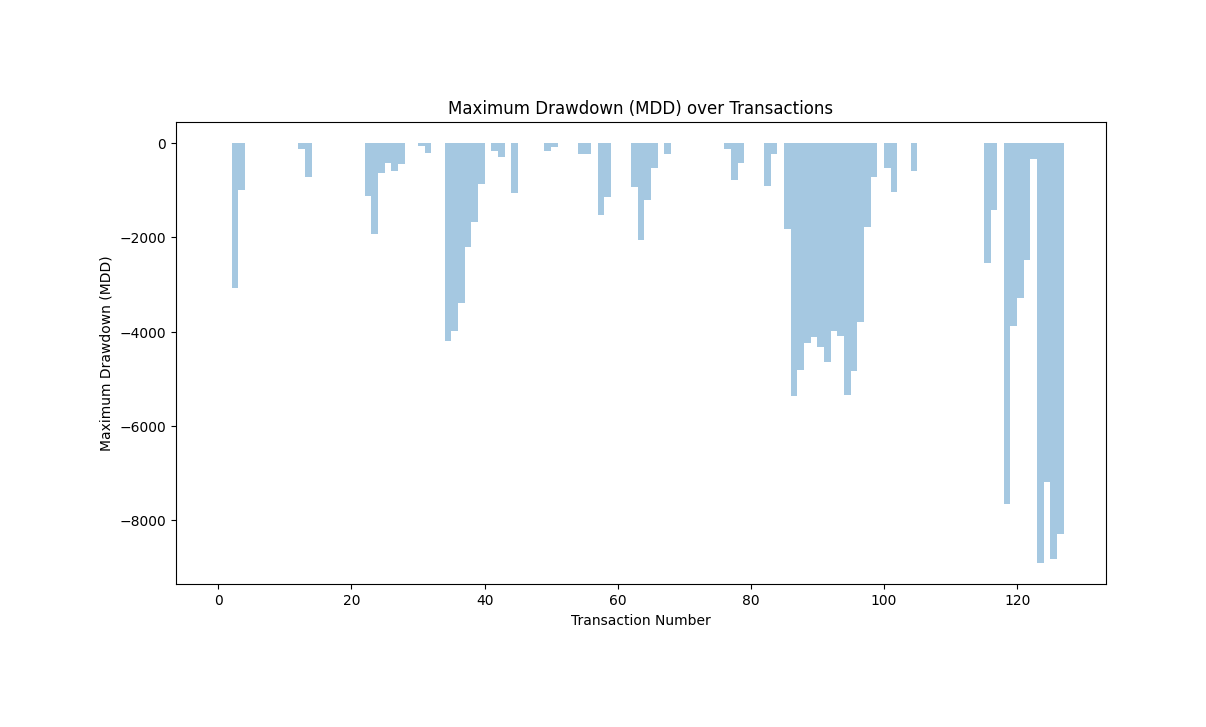 Maximum Drawdown (MDD) over Transactions
Maximum Drawdown (MDD)
0
−2000
−4000
−6000
−8000
0 20 40 60 80 100 120
Transaction Number